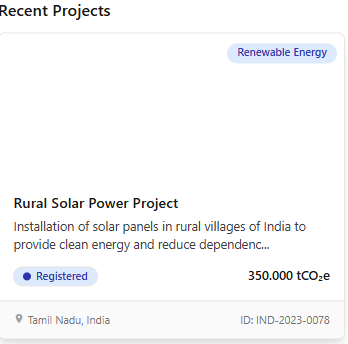 Recent Projects
Renewable Energy
Rural Solar Power Project
Installation of solar panels in rural villages of India to
provide clean energy and reduce dependenc...
Registered
350.000 tCO₂e
Tamil Nadu, India
ID: IND-2023-0078